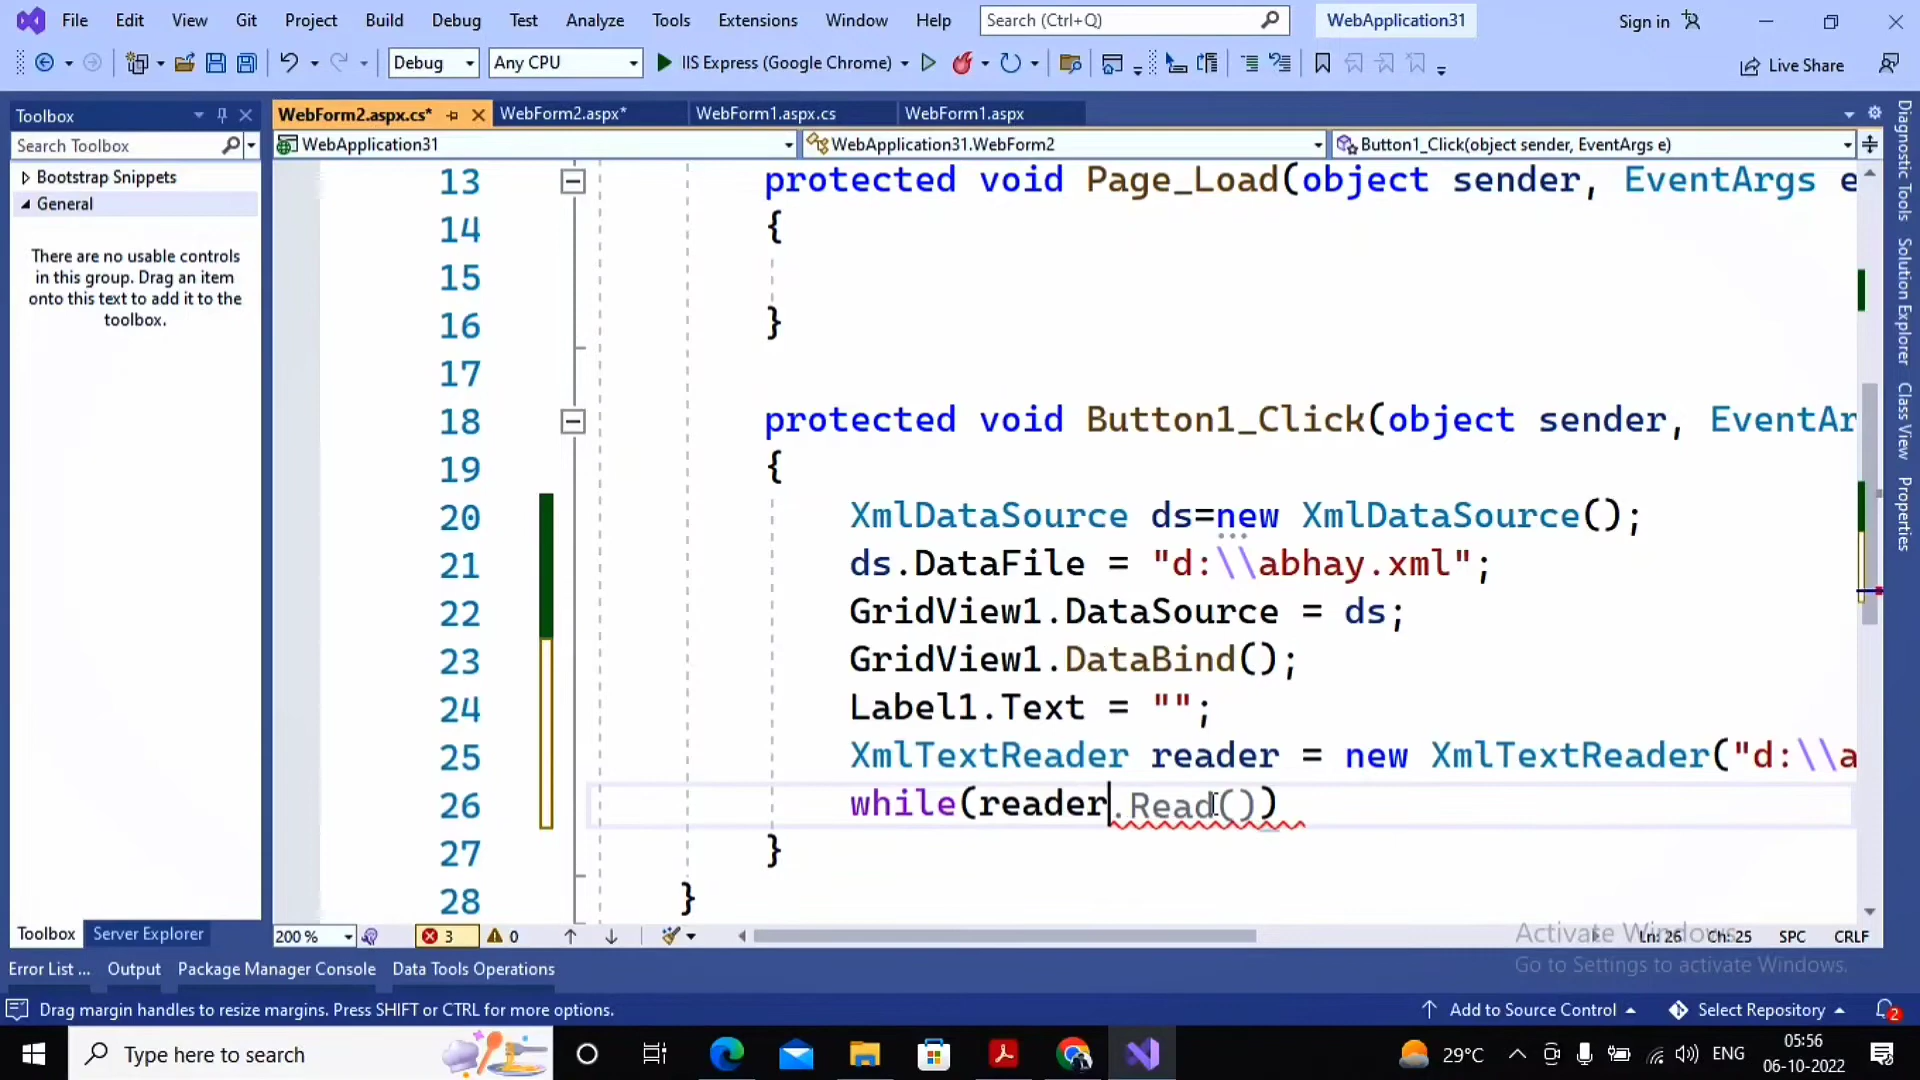 File Edit View Git Project Build Debug Test Analyze Tools Extensions Window Help Search (Ctrl+Q) WebApplication31 Sign in
Debug Any CPU IIS Express (Google Chrome) Live Share
Toolbox
Search Toolbox
Bootstrap Snippets
General
There are no usable controls
in this group. Drag an item
onto this text to add it to the
toolbox.
Toolbox Server Explorer
WebForm2.aspx.cs* WebForm2.aspx* WebForm1.aspx.cs WebForm1.aspx
WebApplication31 WebApplication31.WebForm2 Button1_Click(object sender, EventArgs e)
13 protected void Page_Load(object sender, EventArgs e
14 {
15
16 }
17
18 protected void Button1_Click(object sender, EventAr
19 {
20 XmlDataSource ds=new XmlDataSource();
21 ds.DataFile = "d:\\abhay.xml";
22 GridView1.DataSource = ds;
23 GridView1.DataBind();
24 Label1.Text = "";
25 XmlTextReader reader = new XmlTextReader("d:\\a
26 while(reader.Read())
27 }
28 }
200 % 3 0 Ln: 26 Ch: 25 SPC CRLF
Diagnostic Tools
Solution Explorer
Class View
Properties
Activate Windows
Go to Settings to activate Windows.
Error List ... Output Package Manager Console Data Tools Operations
Drag margin handles to resize margins. Press SHIFT or CTRL for more options. Add to Source Control Select Repository 2
Type here to search 29°C ENG 05:56
06-10-2022